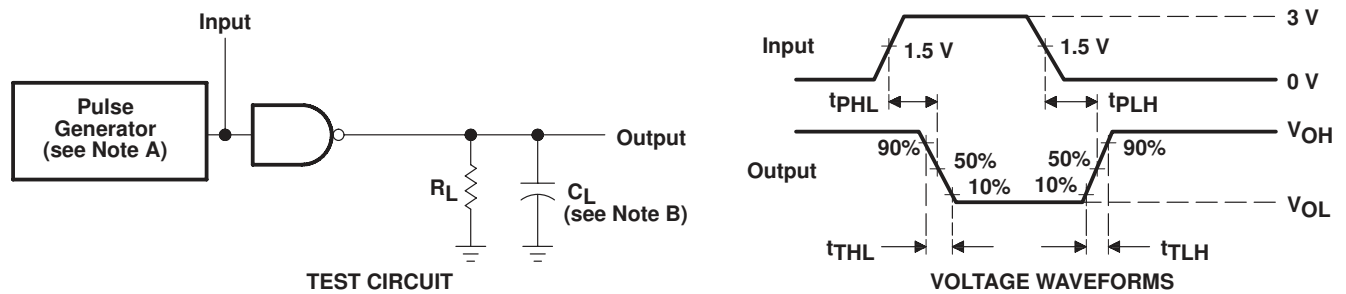 Input
Pulse
Generator
(see Note A)
Output
RL
CL
(see Note B)
TEST CIRCUIT
3 V
Input
1.5 V
1.5 V
0 V
tPHL
tPLH
VOH
90%
90%
50%
50%
Output
10%
10%
VOL
tTHL
tTLH
VOLTAGE WAVEFORMS